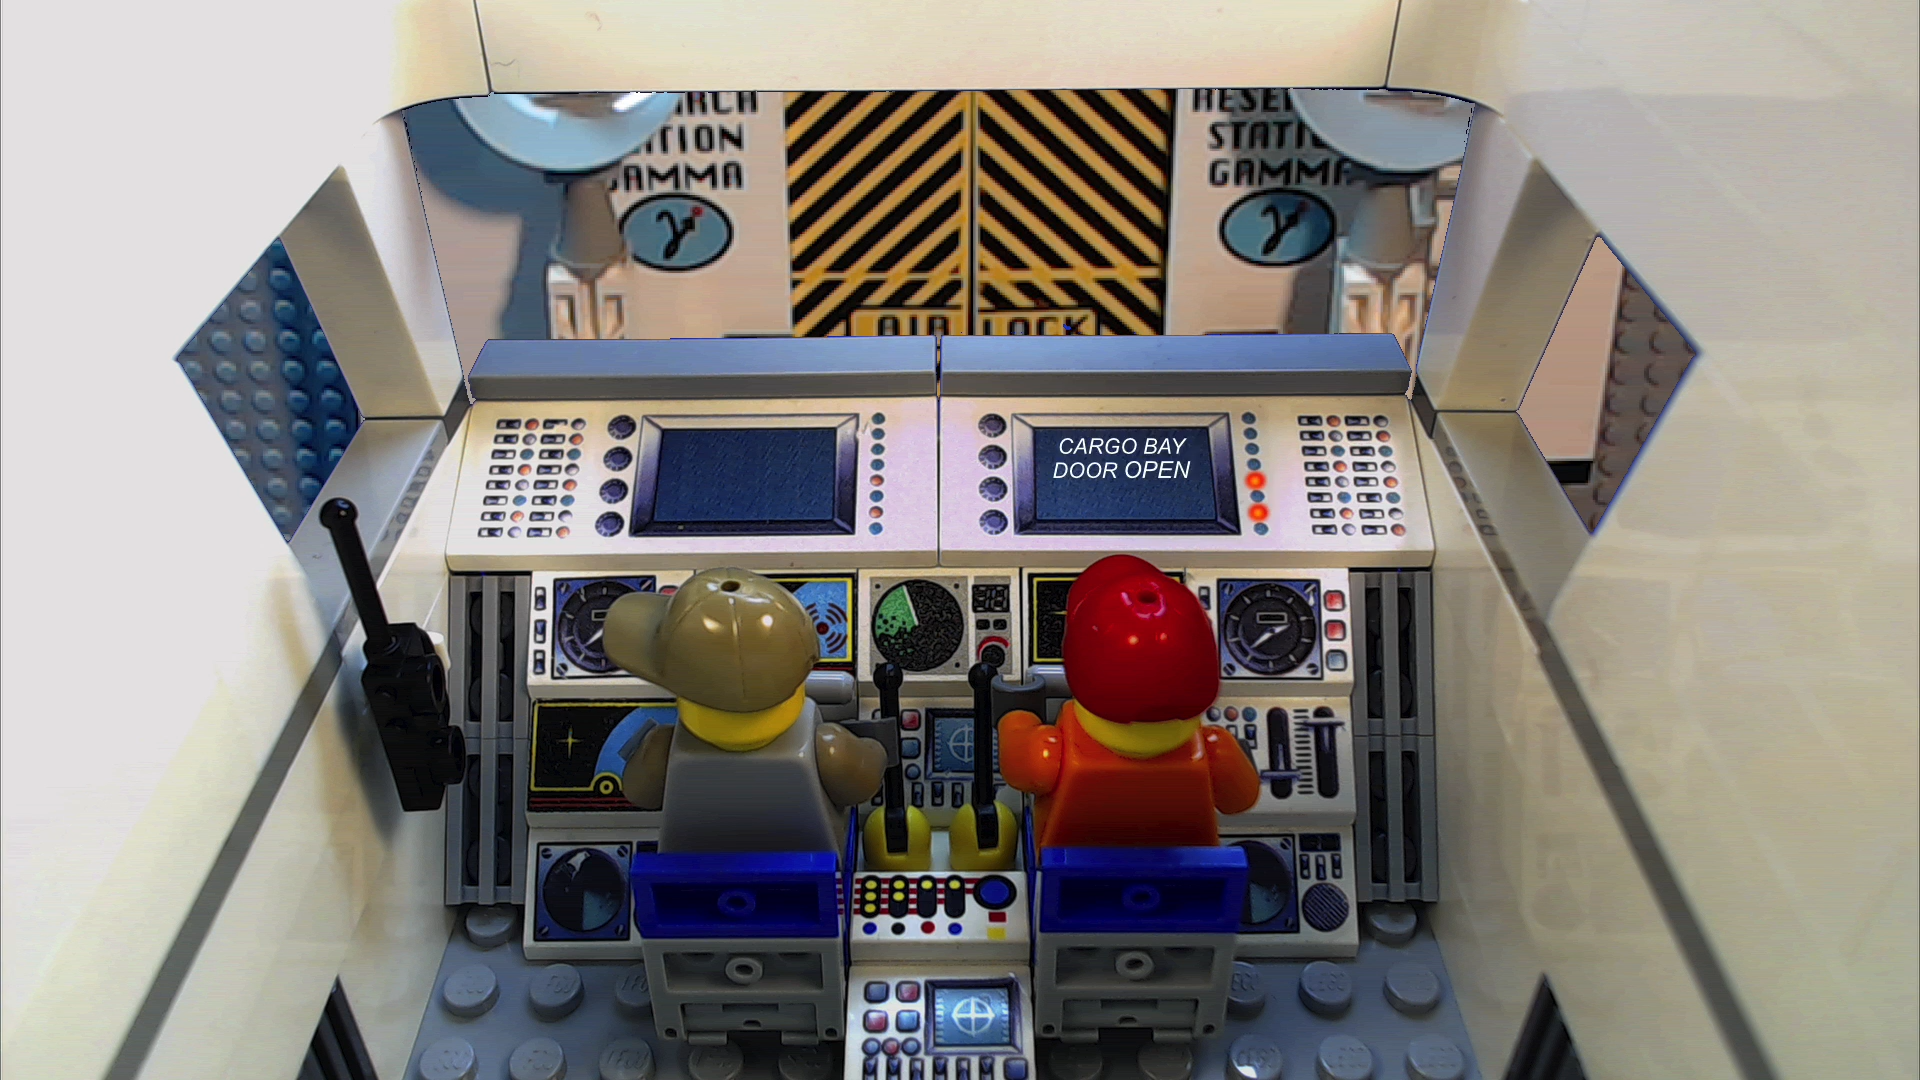 STATION
GAMMA
STATI
GAMMA
γ
γ
AIR LOCK
CARGO BAY
DOOR OPEN